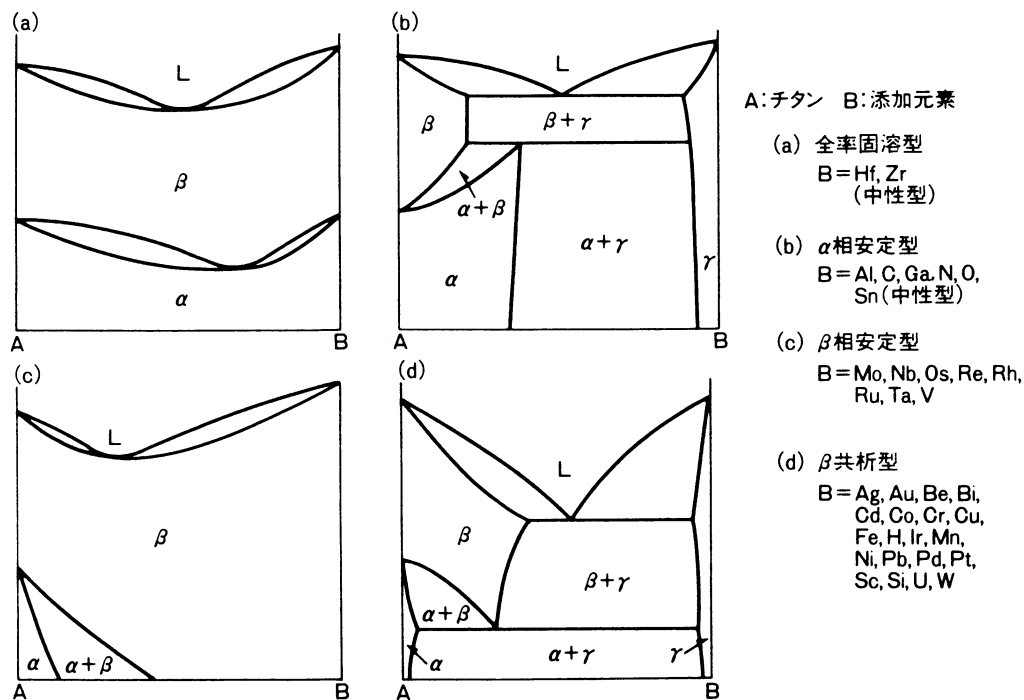 (a)
L
β
α
A
B
(b)
L
β
β+γ
α+β
α
α+γ
γ
A
B
(c)
L
β
α
α+β
A
B
(d)
L
β
α+β
β+γ
α
α+γ
γ
A
B
A:チタン B:添加元素
(a) 全率固溶型
B=Hf, Zr
(中性型)
(b) α相安定型
B=Al, C, Ga, N, O,
Sn(中性型)
(c) β相安定型
B=Mo, Nb, Os, Re, Rh,
Ru, Ta, V
(d) β共析型
B=Ag, Au, Be, Bi,
Cd, Co, Cr, Cu,
Fe, H, Ir, Mn,
Ni, Pb, Pd, Pt,
Sc, Si, U, W